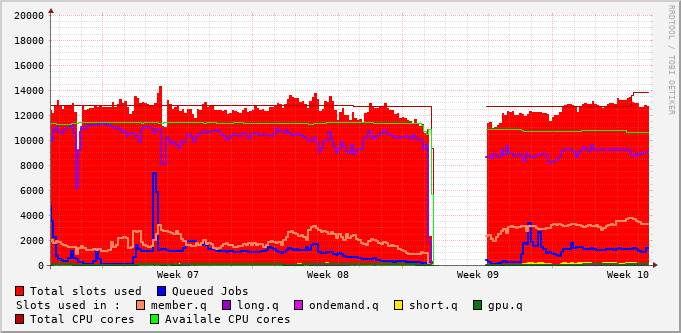 20000
18000
16000
14000
12000
10000
8000
6000
4000
2000
0
Week 07 Week 08 Week 09 Week 10
RRDTOOL / TOBI OETIKER
Total slots used Queued Jobs
Slots used in : member.q long.q ondemand.q short.q gpu.q
Total CPU cores Availale CPU cores